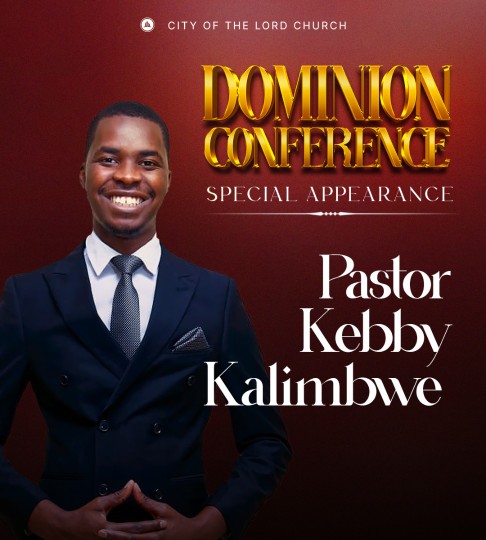 CITY OF THE LORD CHURCH
DOMINION
CONFERENCE
SPECIAL APPEARANCE
Pastor
Kebby
Kalimbwe